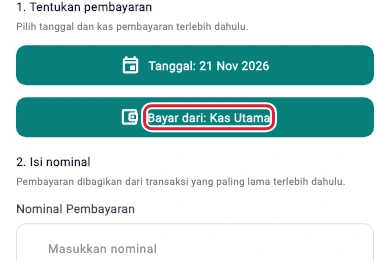 1. Tentukan pembayaran
Pilih tanggal dan kas pembayaran terlebih dahulu.
Tanggal: 21 Nov 2026
Bayar dari: Kas Utama
2. Isi nominal
Pembayaran dibagikan dari transaksi yang paling lama terlebih dahulu.
Nominal Pembayaran
Masukkan nominal